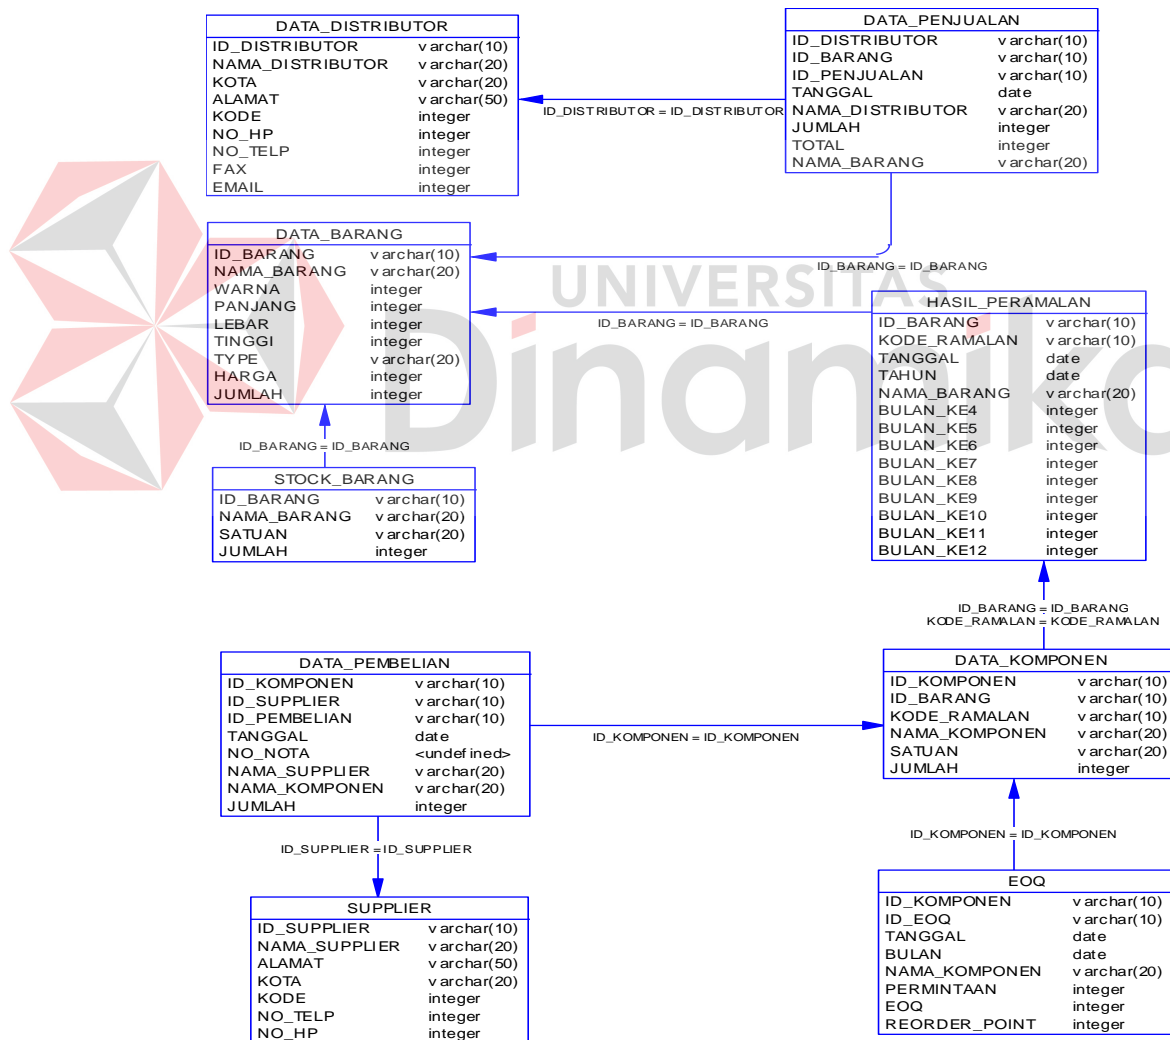 DATA_DISTRIBUTOR
ID_DISTRIBUTOR varchar(10)
NAMA_DISTRIBUTOR varchar(20)
KOTA varchar(20)
ALAMAT varchar(50)
KODE integer
NO_HP integer
NO_TELP integer
FAX integer
EMAIL integer
ID_DISTRIBUTOR = ID_DISTRIBUTOR
DATA_PENJUALAN
ID_DISTRIBUTOR varchar(10)
ID_BARANG varchar(10)
ID_PENJUALAN varchar(10)
TANGGAL date
NAMA_DISTRIBUTOR varchar(20)
JUMLAH integer
TOTAL integer
NAMA_BARANG varchar(20)
DATA_BARANG
ID_BARANG varchar(10)
NAMA_BARANG varchar(20)
WARNA integer
PANJANG integer
LEBAR integer
TINGGI integer
TYPE varchar(20)
HARGA integer
JUMLAH integer
ID_BARANG = ID_BARANG
UNIVERSITAS
Dinamika
ID_BARANG = ID_BARANG
HASIL_PERAMALAN
ID_BARANG varchar(10)
KODE_RAMALAN varchar(10)
TANGGAL date
TAHUN date
NAMA_BARANG varchar(20)
BULAN_KE4 integer
BULAN_KE5 integer
BULAN_KE6 integer
BULAN_KE7 integer
BULAN_KE8 integer
BULAN_KE9 integer
BULAN_KE10 integer
BULAN_KE11 integer
BULAN_KE12 integer
ID_BARANG = ID_BARANG
STOCK_BARANG
ID_BARANG varchar(10)
NAMA_BARANG varchar(20)
SATUAN varchar(20)
JUMLAH integer
ID_BARANG = ID_BARANG
KODE_RAMALAN = KODE_RAMALAN
DATA_PEMBELIAN
ID_KOMPONEN varchar(10)
ID_SUPPLIER varchar(10)
ID_PEMBELIAN varchar(10)
TANGGAL date
NO_NOTA <undefined>
NAMA_SUPPLIER varchar(20)
NAMA_KOMPONEN varchar(20)
JUMLAH integer
ID_KOMPONEN = ID_KOMPONEN
DATA_KOMPONEN
ID_KOMPONEN varchar(10)
ID_BARANG varchar(10)
KODE_RAMALAN varchar(10)
NAMA_KOMPONEN varchar(20)
SATUAN varchar(20)
JUMLAH integer
ID_SUPPLIER = ID_SUPPLIER
ID_KOMPONEN = ID_KOMPONEN
SUPPLIER
ID_SUPPLIER varchar(10)
NAMA_SUPPLIER varchar(20)
ALAMAT varchar(50)
KOTA varchar(20)
KODE integer
NO_TELP integer
NO_HP integer
EOQ
ID_KOMPONEN varchar(10)
ID_EOQ varchar(10)
TANGGAL date
BULAN date
NAMA_KOMPONEN varchar(20)
PERMINTAAN integer
EOQ integer
REORDER_POINT integer